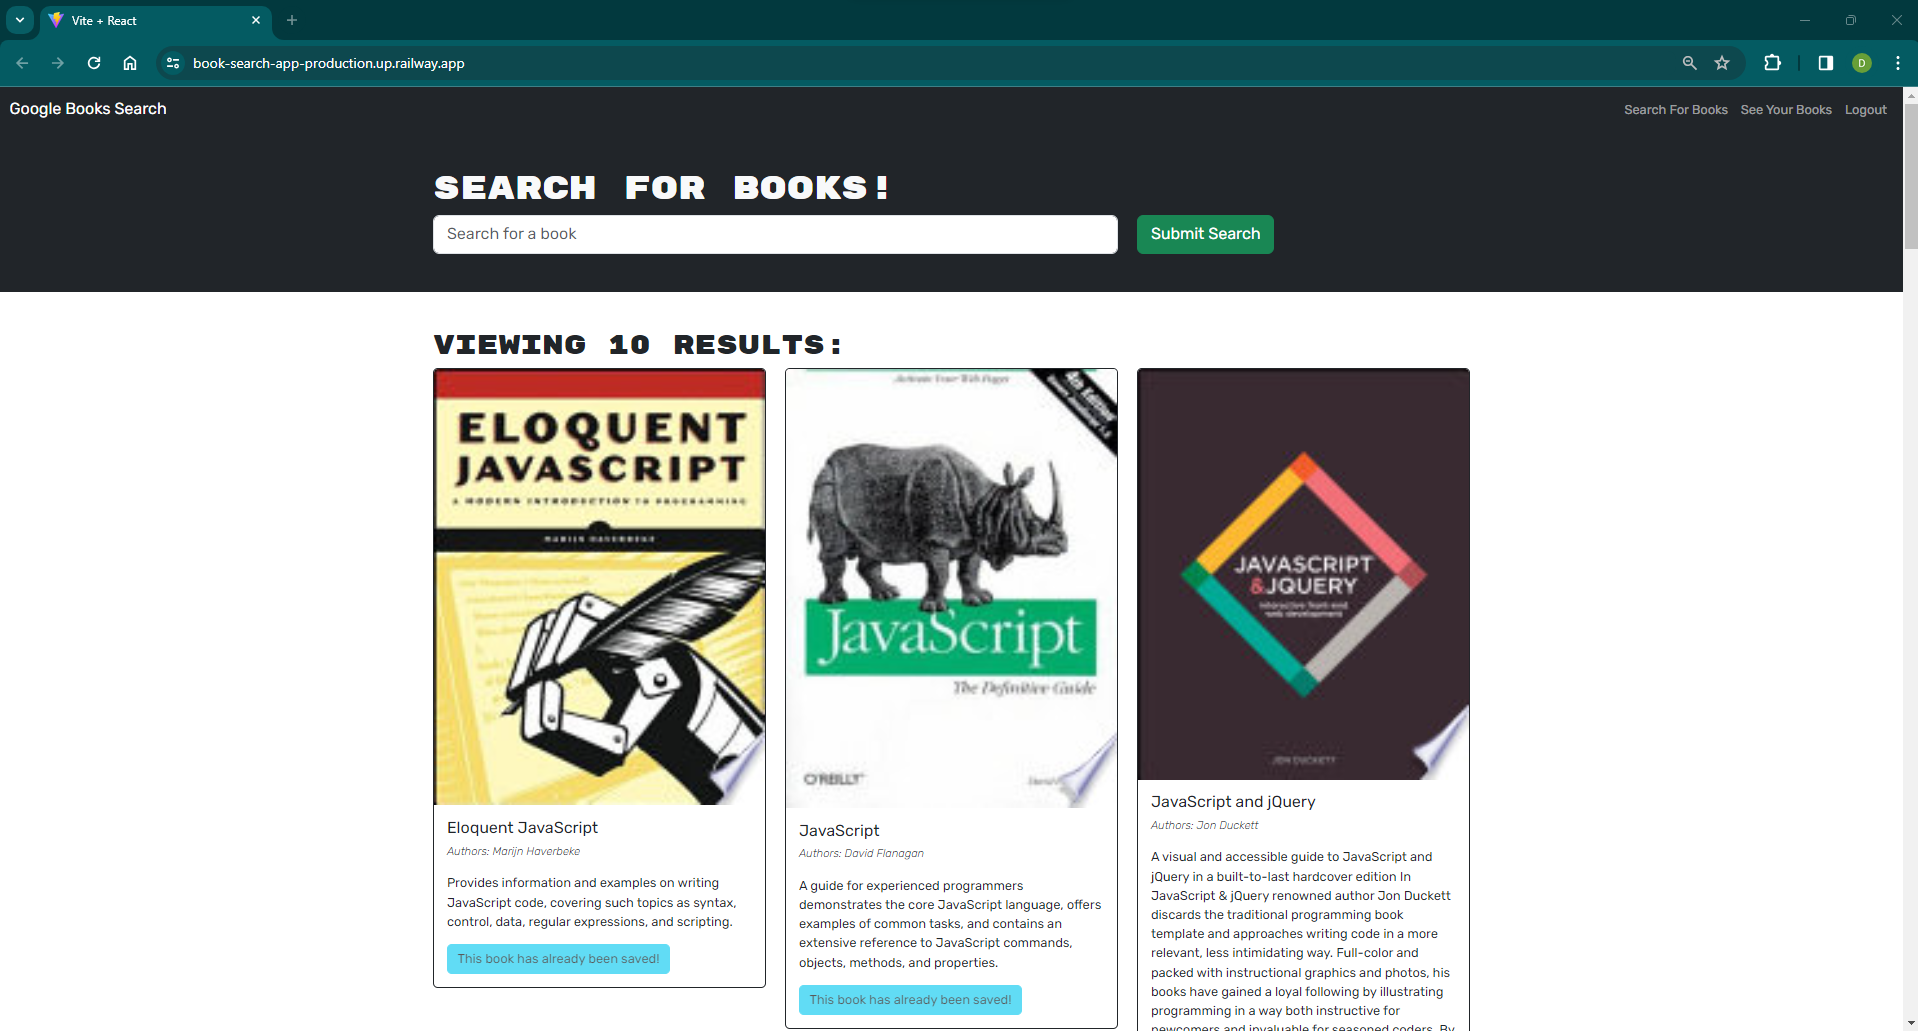 Vite + React
book-search-app-production.up.railway.app
D
Google Books Search
Search For Books See Your Books Logout
SEARCH FOR BOOKS!
Search for a book
Submit Search
VIEWING 10 RESULTS:
ELOQUENT
JAVASCRIPT
A MODERN INTRODUCTION TO PROGRAMMING
MARIJN HAVERBEKE
Eloquent JavaScript
Authors: Marijn Haverbeke
Provides information and examples on writing
JavaScript code, covering such topics as syntax,
control, data, regular expressions, and scripting.
This book has already been saved!
Activate Your Web Pages
4th Edition
JavaScript
The Definitive Guide
O'REILLY
David
JavaScript
Authors: David Flanagan
A guide for experienced programmers
demonstrates the core JavaScript language, offers
examples of common tasks, and contains an
extensive reference to JavaScript commands,
objects, methods, and properties.
This book has already been saved!
JAVASCRIPT
&JQUERY
interactive front-end
web development
JON DUCKETT
JavaScript and jQuery
Authors: Jon Duckett
A visual and accessible guide to JavaScript and
jQuery in a built-to-last hardcover edition In
JavaScript & jQuery renowned author Jon Duckett
discards the traditional programming book
template and approaches writing code in a more
relevant, less intimidating way. Full-color and
packed with instructional graphics and photos, his
books have gained a loyal following by illustrating
programming in a way both instructive for
newcomers and invaluable for seasoned coders. By